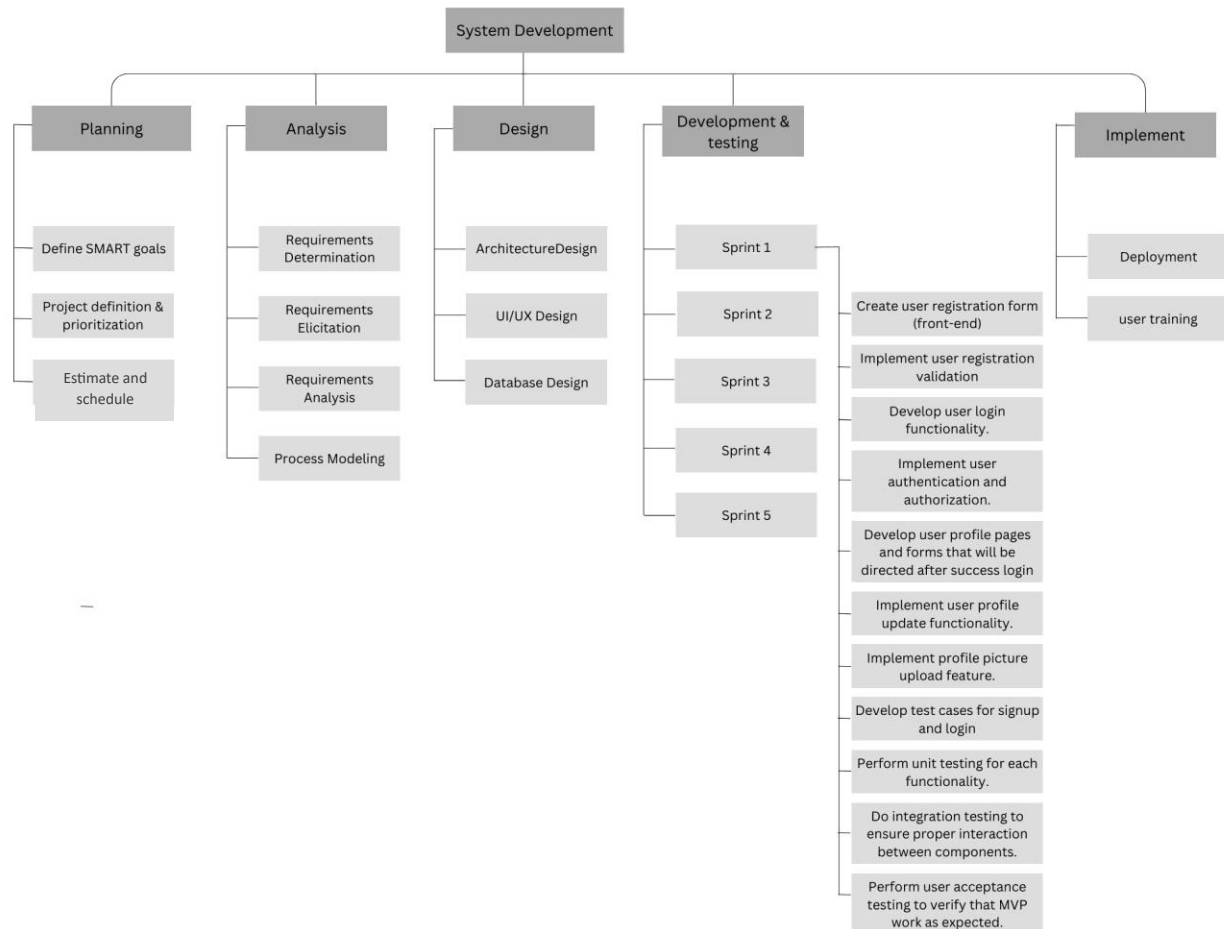 System Development
Planning
Define SMART goals
Project definition &
prioritization
Estimate and
schedule
Analysis
Requirements
Determination
Requirements
Elicitation
Requirements
Analysis
Process Modeling
Design
ArchitectureDesign
UI/UX Design
Database Design
Development &
testing
Sprint 1
Sprint 2
Sprint 3
Sprint 4
Sprint 5
Create user registration form
(front-end)
Implement user registration
validation
Develop user login
functionality.
Implement user
authentication and
authorization.
Develop user profile pages
and forms that will be
directed after success login
Implement user profile
update functionality.
Implement profile picture
upload feature.
Develop test cases for signup
and login
Perform unit testing for each
functionality.
Do integration testing to
ensure proper interaction
between components.
Perform user acceptance
testing to verify that MVP
work as expected.
Implement
Deployment
user training